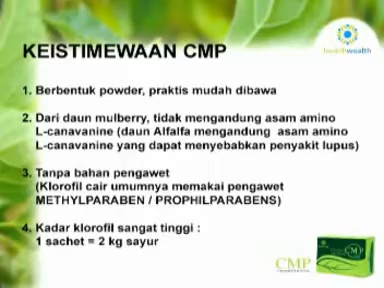 healthwealth
KEISTIMEWAAN CMP
1. Berbentuk powder, praktis mudah dibawa
2. Dari daun mulberry, tidak mengandung asam amino
L-canavanine (daun Alfalfa mengandung asam amino
L-canavanine yang dapat menyebabkan penyakit lupus)
3. Tanpa bahan pengawet
(Klorofil cair umumnya memakai pengawet
METHYLPARABEN / PROPHILPARABENS)
4. Kadar klorofil sangat tinggi :
1 sachet = 2 kg sayur
CMP
CMP